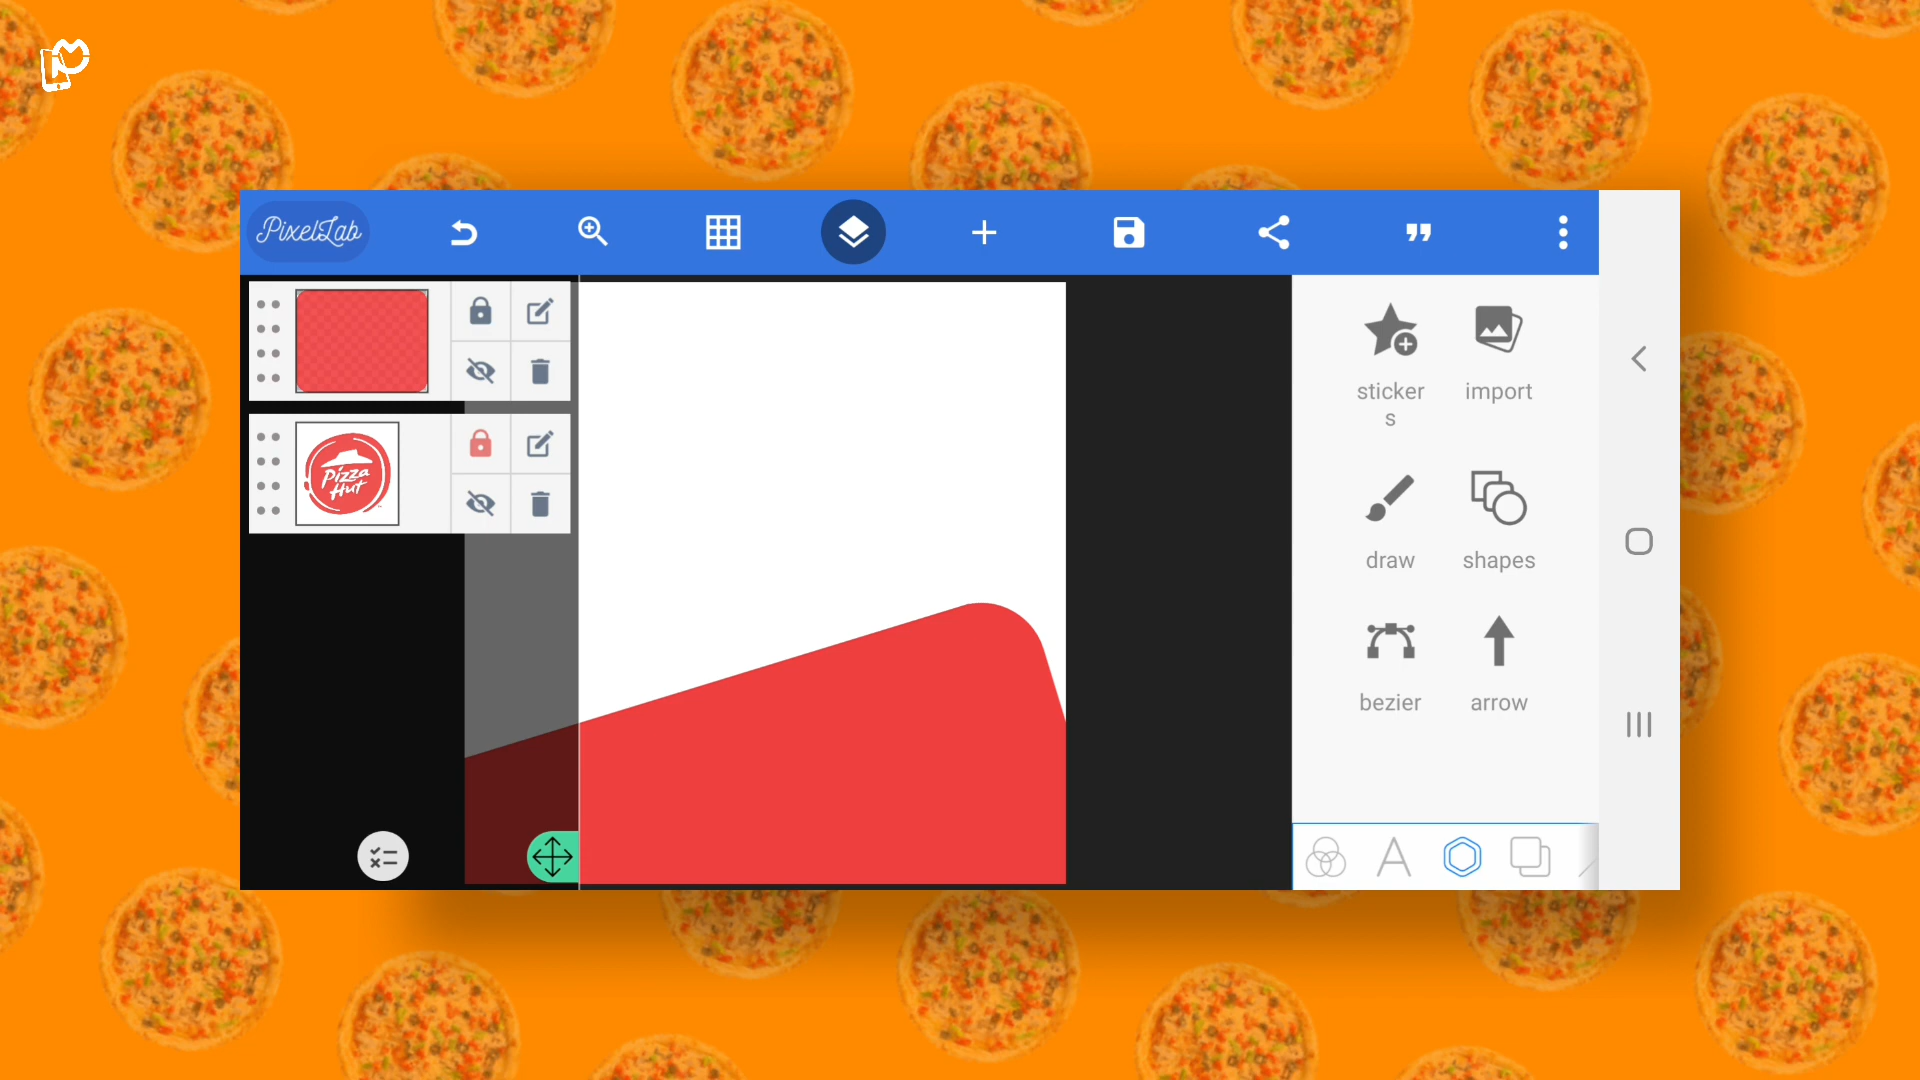 PixelLab
Pizza
Hut
sticker
s
import
draw
shapes
bezier
arrow